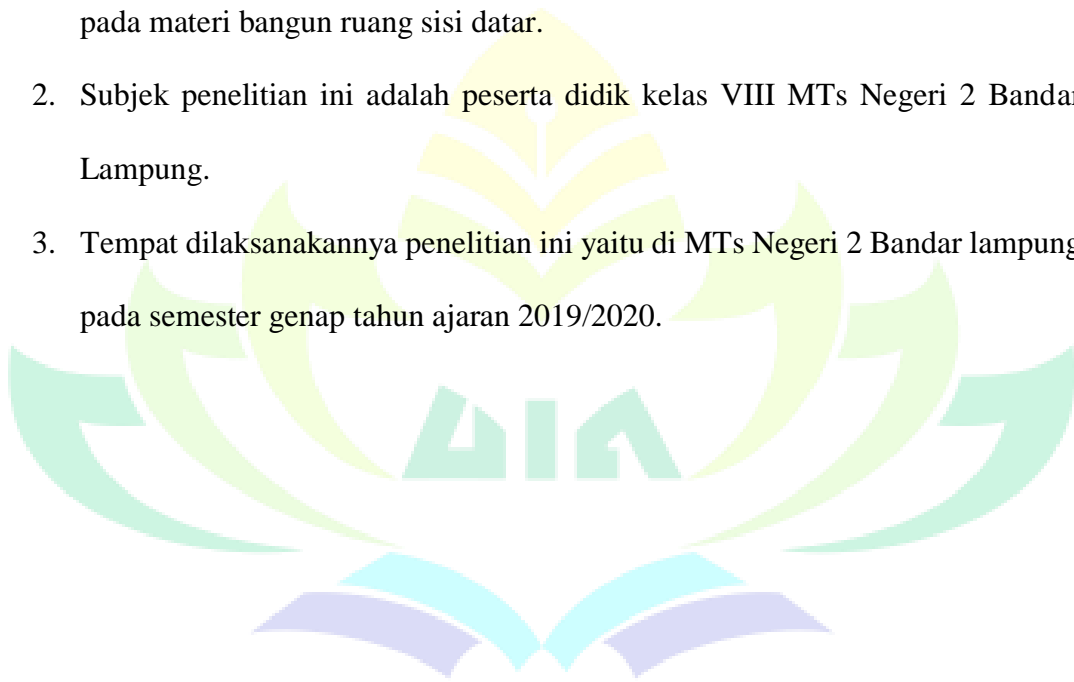 pada materi bangun ruang sisi datar.
2. Subjek penelitian ini adalah peserta didik kelas VIII MTs Negeri 2 Bandar
Lampung.
3. Tempat dilaksanakannya penelitian ini yaitu di MTs Negeri 2 Bandar lampung
pada semester genap tahun ajaran 2019/2020.
UIN